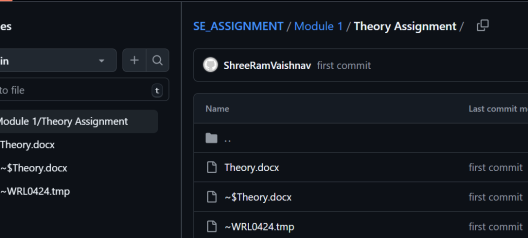 es
SE_ASSIGNMENT / Module 1 / Theory Assignment /
in
ShreeRamVaishnav first commit
to file t
Name Last commit m
Module 1/Theory Assignment
..
Theory.docx
Theory.docx first commit
~$Theory.docx
~$Theory.docx first commit
~WRL0424.tmp
~WRL0424.tmp first commit